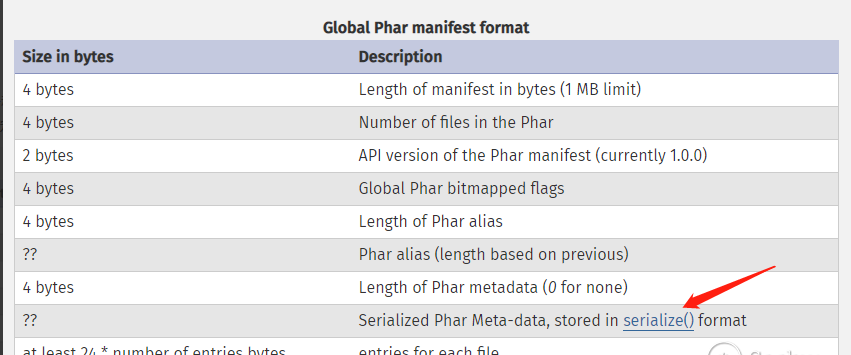 Global Phar manifest format
Size in bytes Description
4 bytes Length of manifest in bytes (1 MB limit)
4 bytes Number of files in the Phar
2 bytes API version of the Phar manifest (currently 1.0.0)
4 bytes Global Phar bitmapped flags
4 bytes Length of Phar alias
?? Phar alias (length based on previous)
4 bytes Length of Phar metadata (0 for none)
?? Serialized Phar Meta-data, stored in serialize() format
at least 24 * number of entries bytes entries for each file